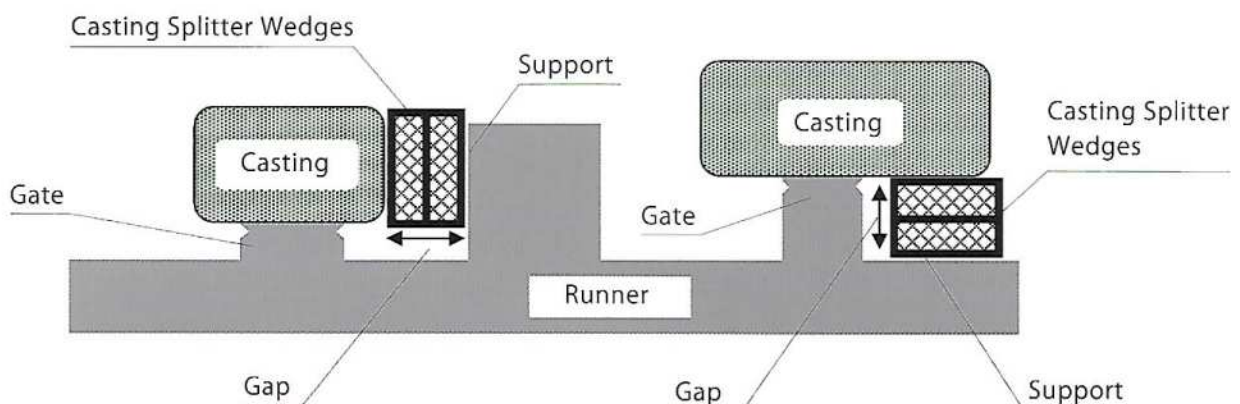 Casting Splitter Wedges
Support
Casting
Casting
Casting Splitter
Wedges
Gate
Gate
Runner
Gap
Gap
Support